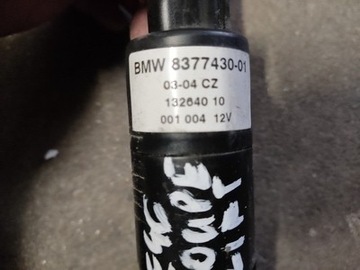 BMW 8377430-01
03-04 CZ
132640 10
001 004 12V
E46
COUPE
LIFT